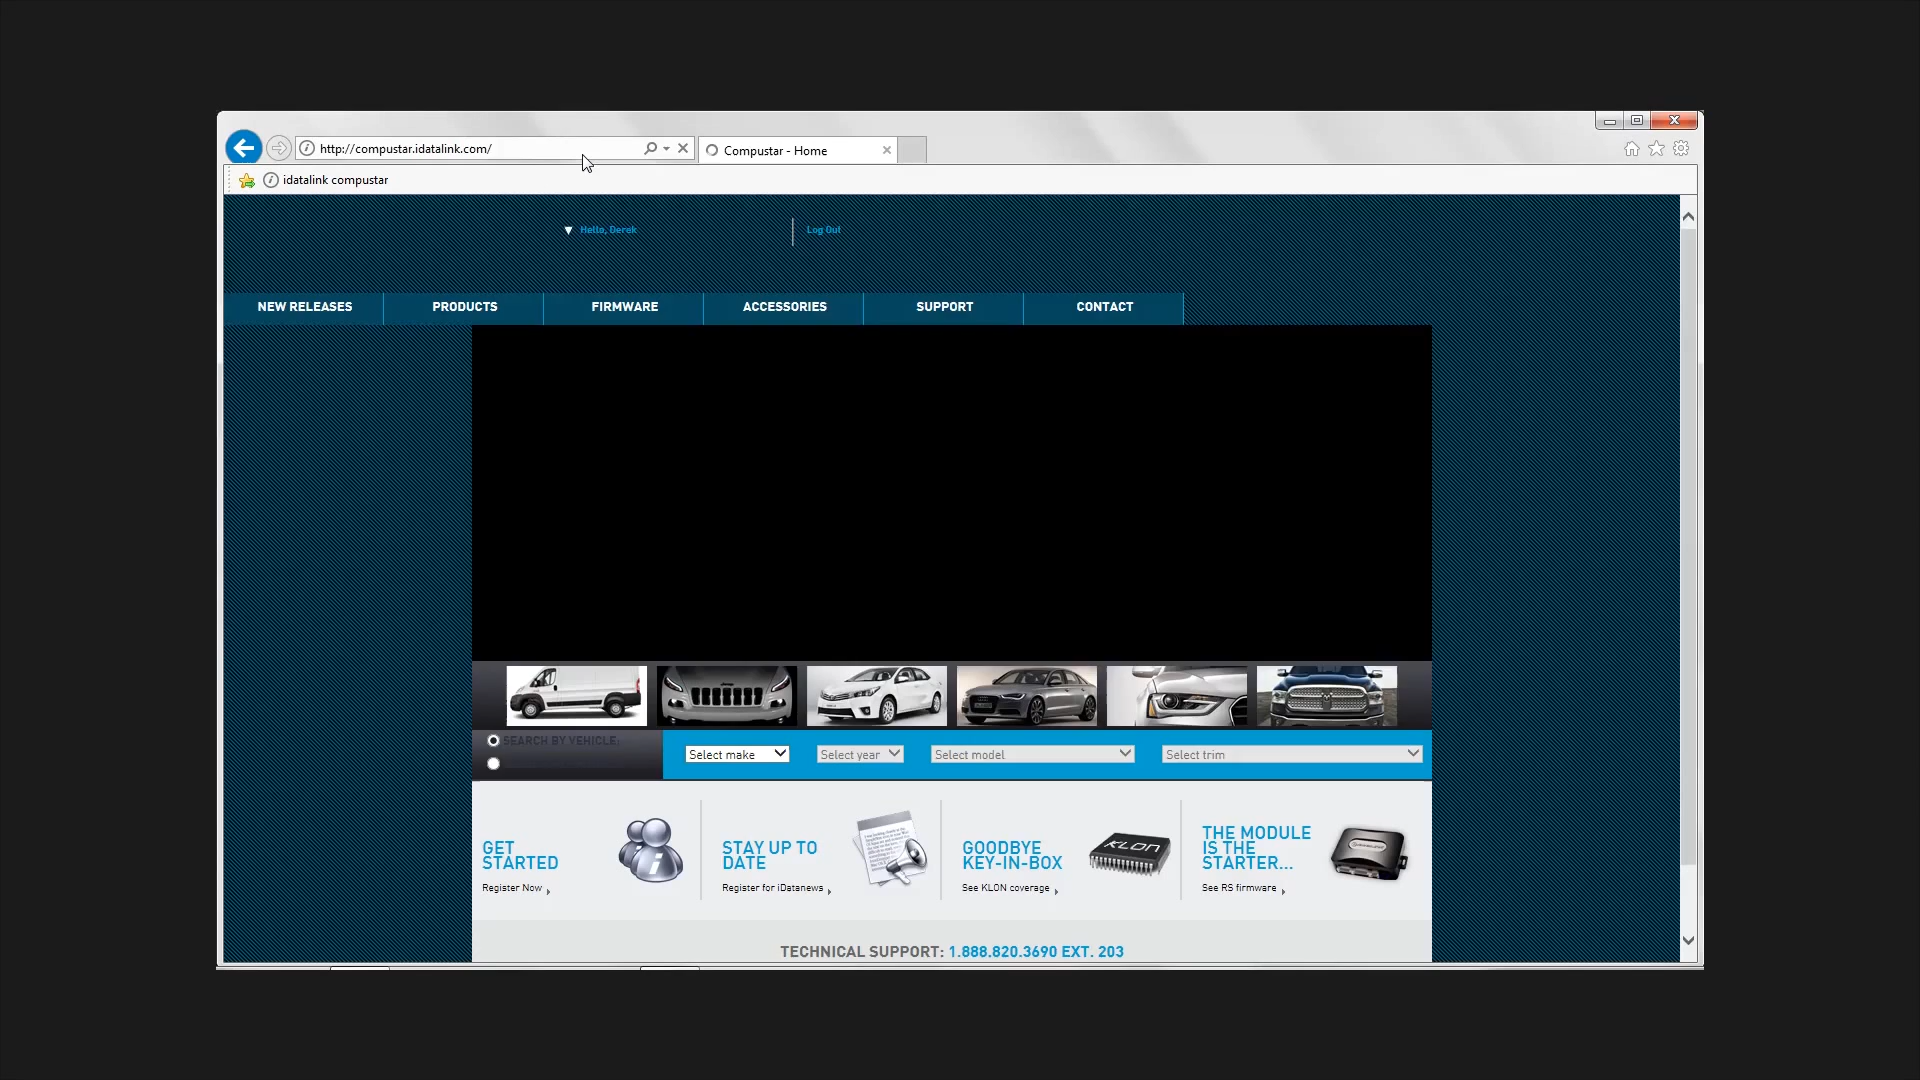 http://compustar.idatalink.com/
Compustar - Home
idatalink compustar
Hello, Derek
Log Out
NEW RELEASES
PRODUCTS
FIRMWARE
ACCESSORIES
SUPPORT
CONTACT
SEARCH BY VEHICLE:
Select make
Select year
Select model
Select trim
GET
STARTED
Register Now
STAY UP TO
DATE
Register for iDatanews
GOODBYE
KEY-IN-BOX
See KLON coverage
KLON
THE MODULE
IS THE
STARTER...
See RS firmware
TECHNICAL SUPPORT: 1.888.820.3690 EXT. 203